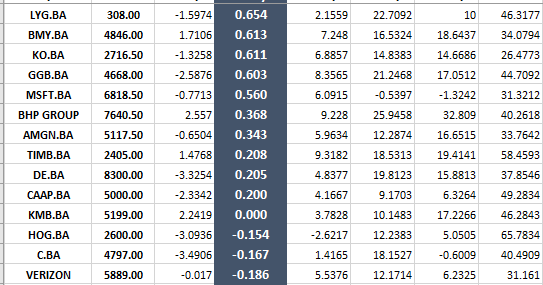 LYG.BA 308.00 -1.5974 0.654 2.1559 22.7092 10 46.3177
BMY.BA 4846.00 1.7106 0.613 7.248 16.5324 18.6437 34.0794
KO.BA 2716.50 -1.3258 0.611 6.8857 14.8383 14.6686 26.4773
GGB.BA 4668.00 -2.5876 0.603 8.3565 21.2468 17.0512 44.7092
MSFT.BA 6818.50 -0.7713 0.560 6.0915 -0.5397 -1.3242 31.3212
BHP GROUP 7640.50 2.557 0.368 9.228 25.9458 32.809 40.2618
AMGN.BA 5117.50 -0.6504 0.343 5.9634 12.2874 16.6515 33.7642
TIMB.BA 2405.00 1.4768 0.208 9.3182 18.5313 19.4141 58.4593
DE.BA 8300.00 -3.3254 0.205 4.8377 19.8123 15.8813 37.8546
CAAP.BA 5000.00 -2.3342 0.200 4.1667 9.1703 6.3264 49.2834
KMB.BA 5199.00 2.2419 0.000 3.7828 10.1483 17.2266 46.2843
HOG.BA 2600.00 -3.0936 -0.154 -2.6217 12.2383 5.0505 65.7834
C.BA 4797.00 -3.4906 -0.167 1.4165 18.1527 -0.6009 40.4909
VERIZON 5889.00 -0.017 -0.186 5.5376 12.1714 6.2325 31.161